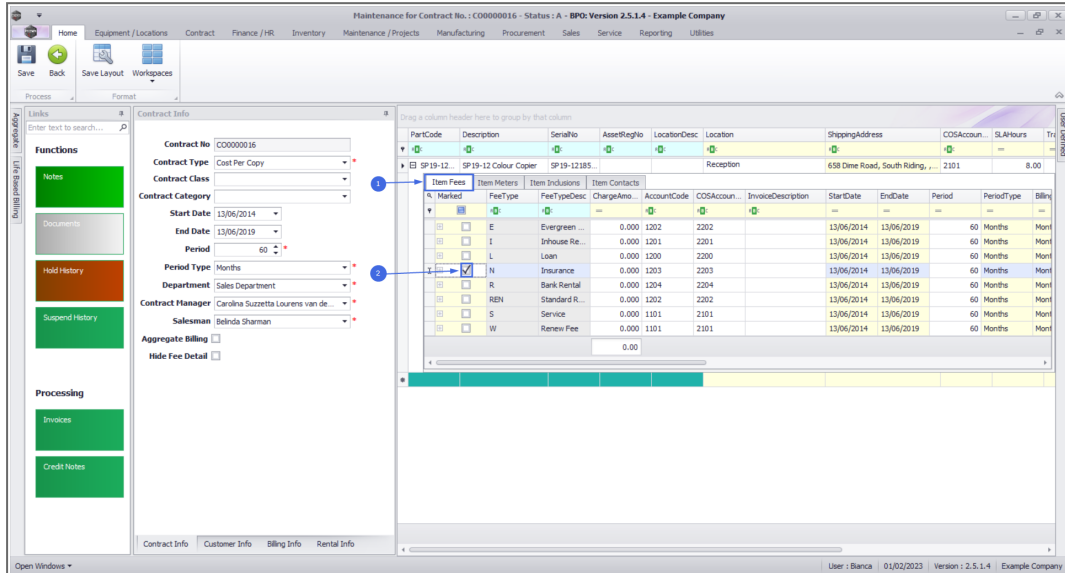 Maintenance for Contract No. : CO0000016 - Status : A - BPO: Version 2.5.1.4 - Example Company
Home Equipment / Locations Contract Finance / HR Inventory Maintenance / Projects Manufacturing Procurement Sales Service Reporting Utilities
Save Back Save Layout Workspaces
Process Format
Aggregate
Life Based Billing
Links
Enter text to search...
Functions
Notes
Documents
Hold History
Suspend History
Processing
Invoices
Credit Notes
Contract Info
Contract No CO0000016
Contract Type Cost Per Copy *
Contract Class
Contract Category
Start Date 13/06/2014
End Date 13/06/2019
Period 60 *
Period Type Months *
Department Sales Department *
Contract Manager Carolina Suzzetta Lourens van de... *
Salesman Belinda Sharman *
Aggregate Billing
Hide Fee Detail
Contract Info Customer Info Billing Info Rental Info
Drag a column header here to group by that column
PartCode Description SerialNo AssetRegNo LocationDesc Location ShippingAddress COSAccoun... SLAHours Tr
SP19-12... SP19-12 Colour Copier SP19-12185... Reception 658 Dime Road, South Riding, ,... 2101 8.00
1
Item Fees Item Meters Item Inclusions Item Contacts
Marked FeeType FeeTypeDesc ChargeAmo... AccountCode COSAccoun... InvoiceDescription StartDate EndDate Period PeriodType Billing
E Evergreen ... 0.000 1202 2202 13/06/2014 13/06/2019 60 Months Mont
I Inhouse Re... 0.000 1201 2201 13/06/2014 13/06/2019 60 Months Mont
L Loan 0.000 1200 2200 13/06/2014 13/06/2019 60 Months Mont
2
N Insurance 0.000 1203 2203 13/06/2014 13/06/2019 60 Months Mont
R Bank Rental 0.000 1204 2204 13/06/2014 13/06/2019 60 Months Mont
REN Standard R... 0.000 1202 2202 13/06/2014 13/06/2019 60 Months Mont
S Service 0.000 1101 2101 13/06/2014 13/06/2019 60 Months Mont
W Renew Fee 0.000 1101 2101 13/06/2014 13/06/2019 60 Months Mont
0.00
User Defined
Open Windows
User : Bianca 01/02/2023 Version : 2.5.1.4 Example Company